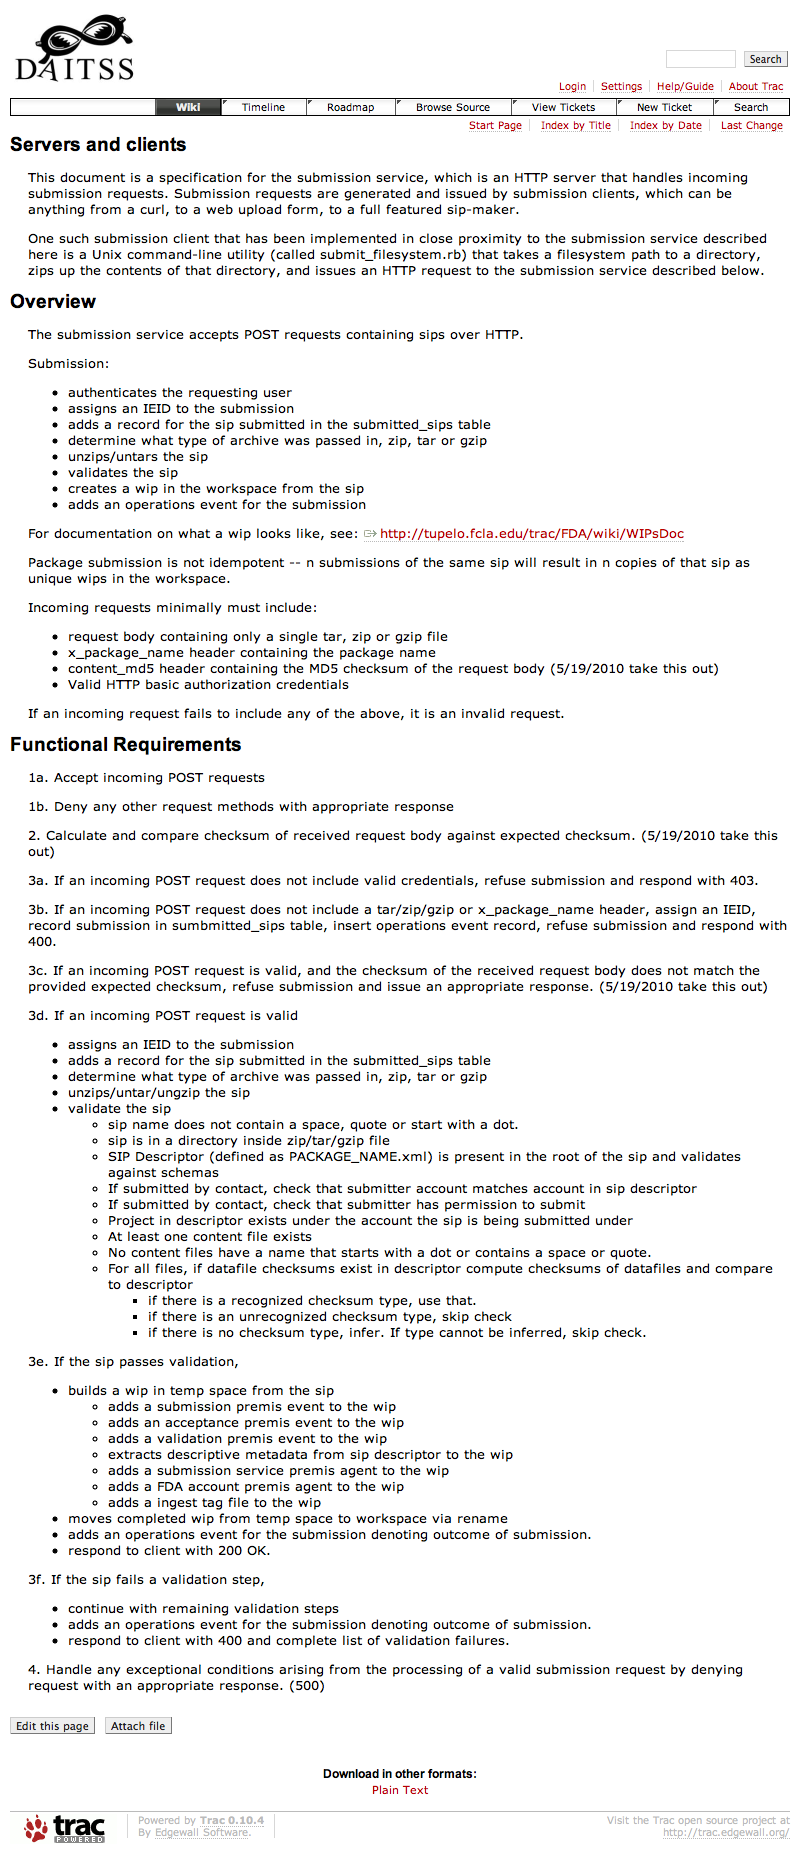 DAITSS
Search
Login Settings Help/Guide About Trac
Wiki Timeline Roadmap Browse Source View Tickets New Ticket Search
Start Page Index by Title Index by Date Last Change
Servers and clients
This document is a specification for the submission service, which is an HTTP server that handles incoming
submission requests. Submission requests are generated and issued by submission clients, which can be
anything from a curl, to a web upload form, to a full featured sip-maker.
One such submission client that has been implemented in close proximity to the submission service described
here is a Unix command-line utility (called submit_filesystem.rb) that takes a filesystem path to a directory,
zips up the contents of that directory, and issues an HTTP request to the submission service described below.
Overview
The submission service accepts POST requests containing sips over HTTP.
Submission:
• authenticates the requesting user
• assigns an IEID to the submission
• adds a record for the sip submitted in the submitted_sips table
• determine what type of archive was passed in, zip, tar or gzip
• unzips/untars the sip
• validates the sip
• creates a wip in the workspace from the sip
• adds an operations event for the submission
For documentation on what a wip looks like, see: http://tupelo.fcla.edu/trac/FDA/wiki/WIPsDoc
Package submission is not idempotent -- n submissions of the same sip will result in n copies of that sip as
unique wips in the workspace.
Incoming requests minimally must include:
• request body containing only a single tar, zip or gzip file
• x_package_name header containing the package name
• content_md5 header containing the MD5 checksum of the request body (5/19/2010 take this out)
• Valid HTTP basic authorization credentials
If an incoming request fails to include any of the above, it is an invalid request.
Functional Requirements
1a. Accept incoming POST requests
1b. Deny any other request methods with appropriate response
2. Calculate and compare checksum of received request body against expected checksum. (5/19/2010 take this
out)
3a. If an incoming POST request does not include valid credentials, refuse submission and respond with 403.
3b. If an incoming POST request does not include a tar/zip/gzip or x_package_name header, assign an IEID,
record submission in sumbmitted_sips table, insert operations event record, refuse submission and respond with
400.
3c. If an incoming POST request is valid, and the checksum of the received request body does not match the
provided expected checksum, refuse submission and issue an appropriate response. (5/19/2010 take this out)
3d. If an incoming POST request is valid
• assigns an IEID to the submission
• adds a record for the sip submitted in the submitted_sips table
• determine what type of archive was passed in, zip, tar or gzip
• unzips/untar/ungzip the sip
• validate the sip
◦ sip name does not contain a space, quote or start with a dot.
◦ sip is in a directory inside zip/tar/gzip file
◦ SIP Descriptor (defined as PACKAGE_NAME.xml) is present in the root of the sip and validates
against schemas
◦ If submitted by contact, check that submitter account matches account in sip descriptor
◦ If submitted by contact, check that submitter has permission to submit
◦ Project in descriptor exists under the account the sip is being submitted under
◦ At least one content file exists
◦ No content files have a name that starts with a dot or contains a space or quote.
◦ For all files, if datafile checksums exist in descriptor compute checksums of datafiles and compare
to descriptor
▪ if there is a recognized checksum type, use that.
▪ if there is an unrecognized checksum type, skip check
▪ if there is no checksum type, infer. If type cannot be inferred, skip check.
3e. If the sip passes validation,
• builds a wip in temp space from the sip
◦ adds a submission premis event to the wip
◦ adds an acceptance premis event to the wip
◦ adds a validation premis event to the wip
◦ extracts descriptive metadata from sip descriptor to the wip
◦ adds a submission service premis agent to the wip
◦ adds a FDA account premis agent to the wip
◦ adds a ingest tag file to the wip
• moves completed wip from temp space to workspace via rename
• adds an operations event for the submission denoting outcome of submission.
• respond to client with 200 OK.
3f. If the sip fails a validation step,
• continue with remaining validation steps
• adds an operations event for the submission denoting outcome of submission.
• respond to client with 400 and complete list of validation failures.
4. Handle any exceptional conditions arising from the processing of a valid submission request by denying
request with an appropriate response. (500)
Edit this page Attach file
Download in other formats:
Plain Text
trac POWERED
Powered by Trac 0.10.4
By Edgewall Software.
Visit the Trac open source project at
http://trac.edgewall.org/